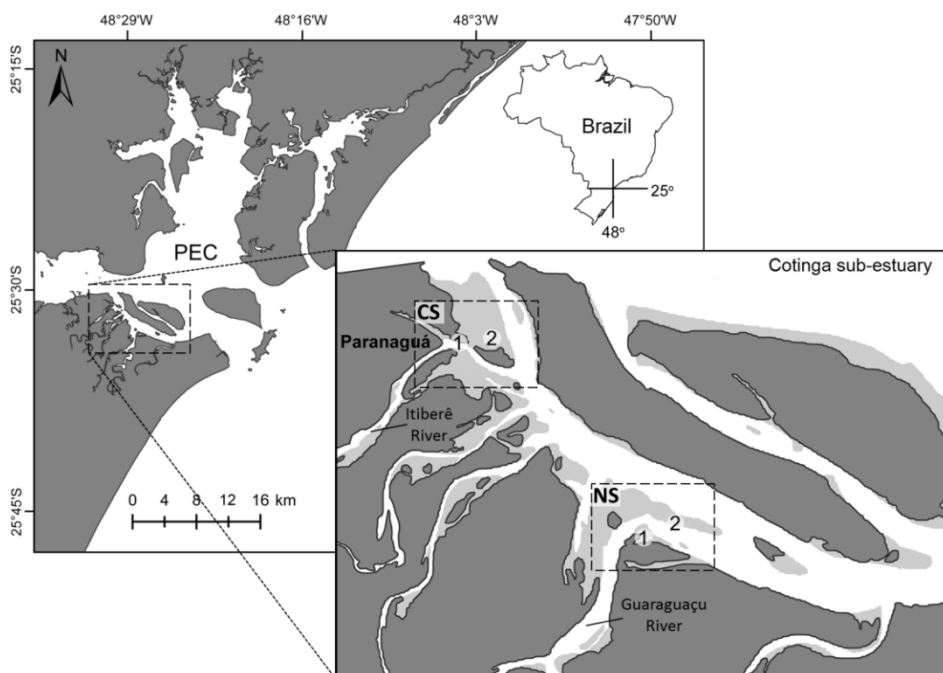 48°29'W 48°16'W 48°3'W 47°50'W
25°15'S
25°30'S
25°45'S
N
Brazil
25°
48°
PEC
0 4 8 12 16 km
Cotinga sub-estuary
CS
1 2
Paranaguá
Itiberê
River
NS
1 2
Guaraguaçu
River